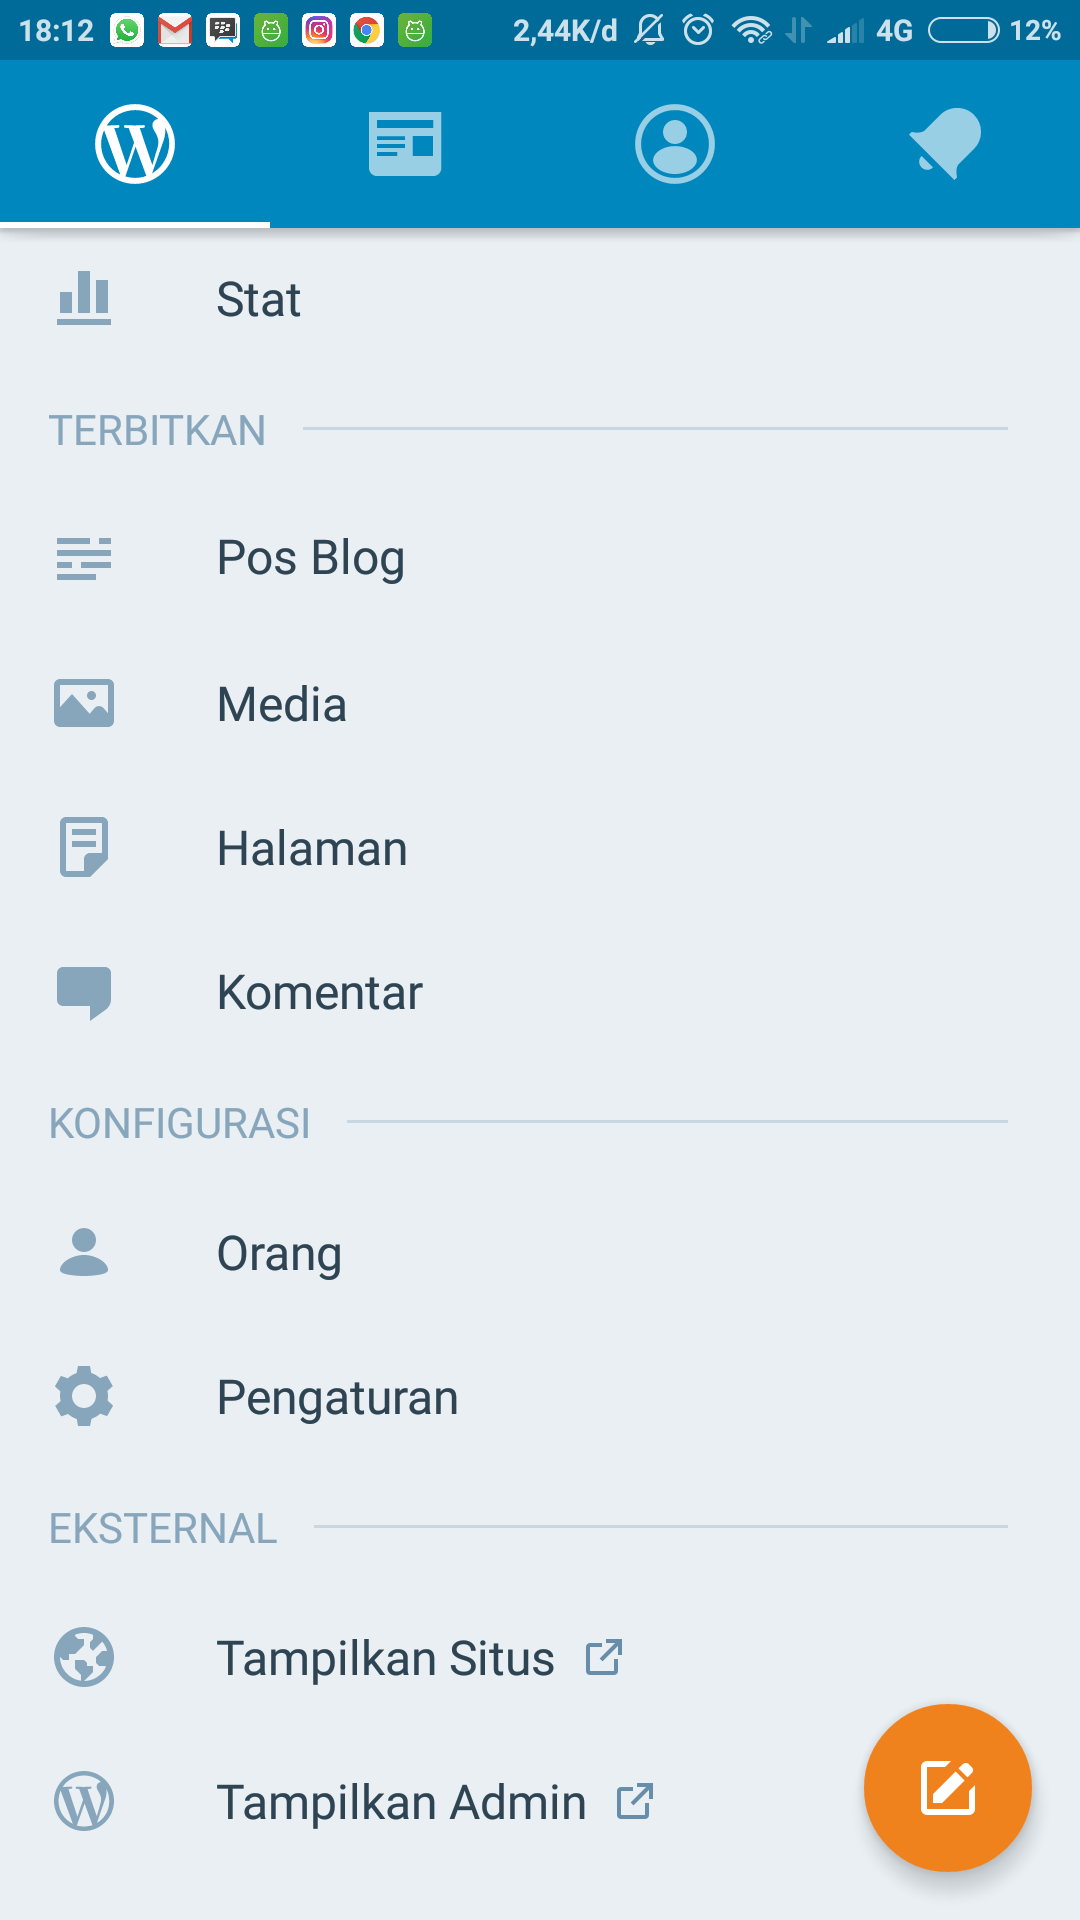 18:12 2,44K/d 4G 12%
Stat
TERBITKAN
Pos Blog
Media
Halaman
Komentar
KONFIGURASI
Orang
Pengaturan
EKSTERNAL
Tampilkan Situs
Tampilkan Admin